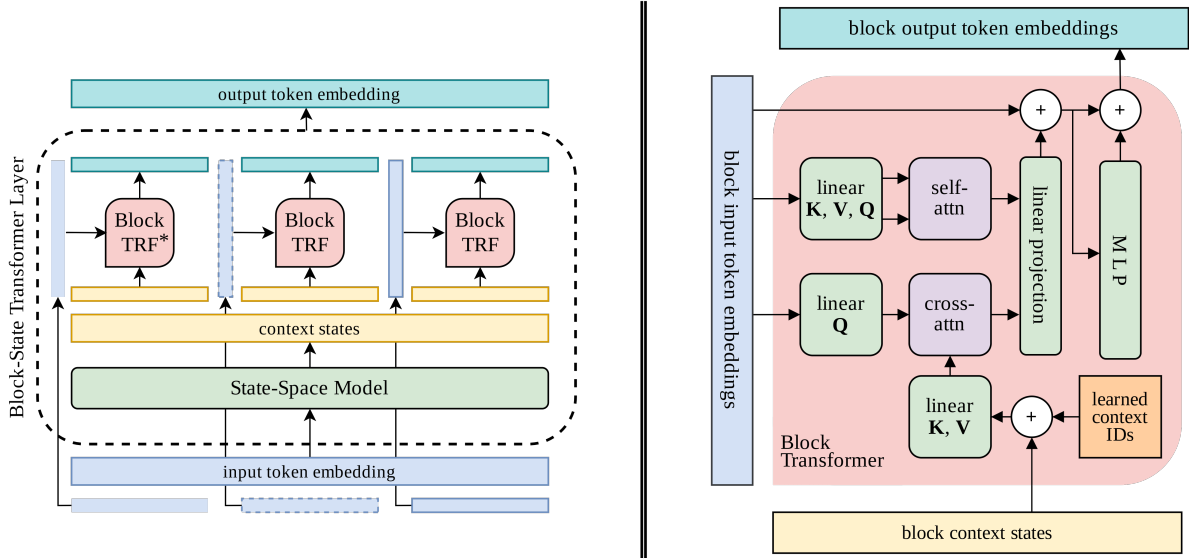 output token embedding
Block-State Transformer Layer
Block
TRF*
Block
TRF
Block
TRF
context states
State-Space Model
input token embedding
block output token embeddings
block input token embeddings
+
+
linear
K, V, Q
self-
attn
linear projection
MLP
linear
Q
cross-
attn
linear
K, V
+
learned
context
IDs
Block
Transformer
block context states